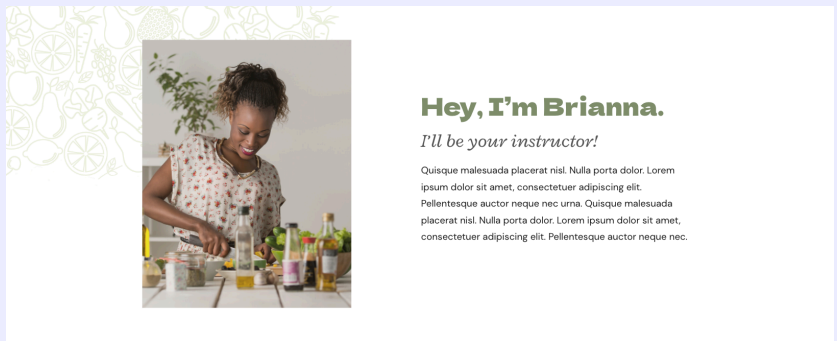 Hey, I'm Brianna.
I'll be your instructor!
Quisque malesuada placerat nisl. Nulla porta dolor. Lorem
ipsum dolor sit amet, consectetuer adipiscing elit.
Pellentesque auctor neque nec urna. Quisque malesuada
placerat nisl. Nulla porta dolor. Lorem ipsum dolor sit amet,
consectetuer adipiscing elit. Pellentesque auctor neque nec.